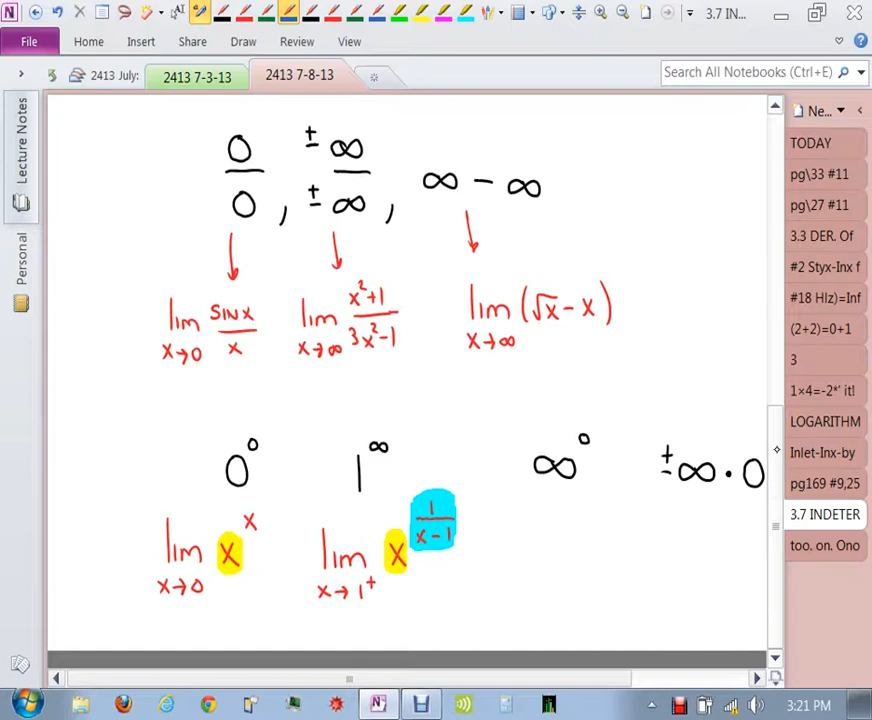 3.7 IN...
File Home Insert Share Draw Review View
2413 July: 2413 7-3-13 2413 7-8-13
Search All Notebooks (Ctrl+E)
Lecture Notes
Ne...
TODAY
pg\33 #11
pg\27 #11
3.3 DER. Of
#2 Styx-Inx f
#18 HIz)=Inf
(2+2)=0+1
3
1×4=-2*' it!
LOGARITHM
Inlet-Inx-by
pg169 #9,25
3.7 INDETER
too. on. Ono
0/0 , ±∞/±∞ , ∞ − ∞
lim x→0 sin x / x
lim x→∞ (x²+1)/(3x²−1)
lim x→∞ (√x − x)
0⁰ 1^∞ ∞⁰ ±∞·0
lim x→0 x^x
lim x→1⁺ x^(1/(x−1))
3:21 PM